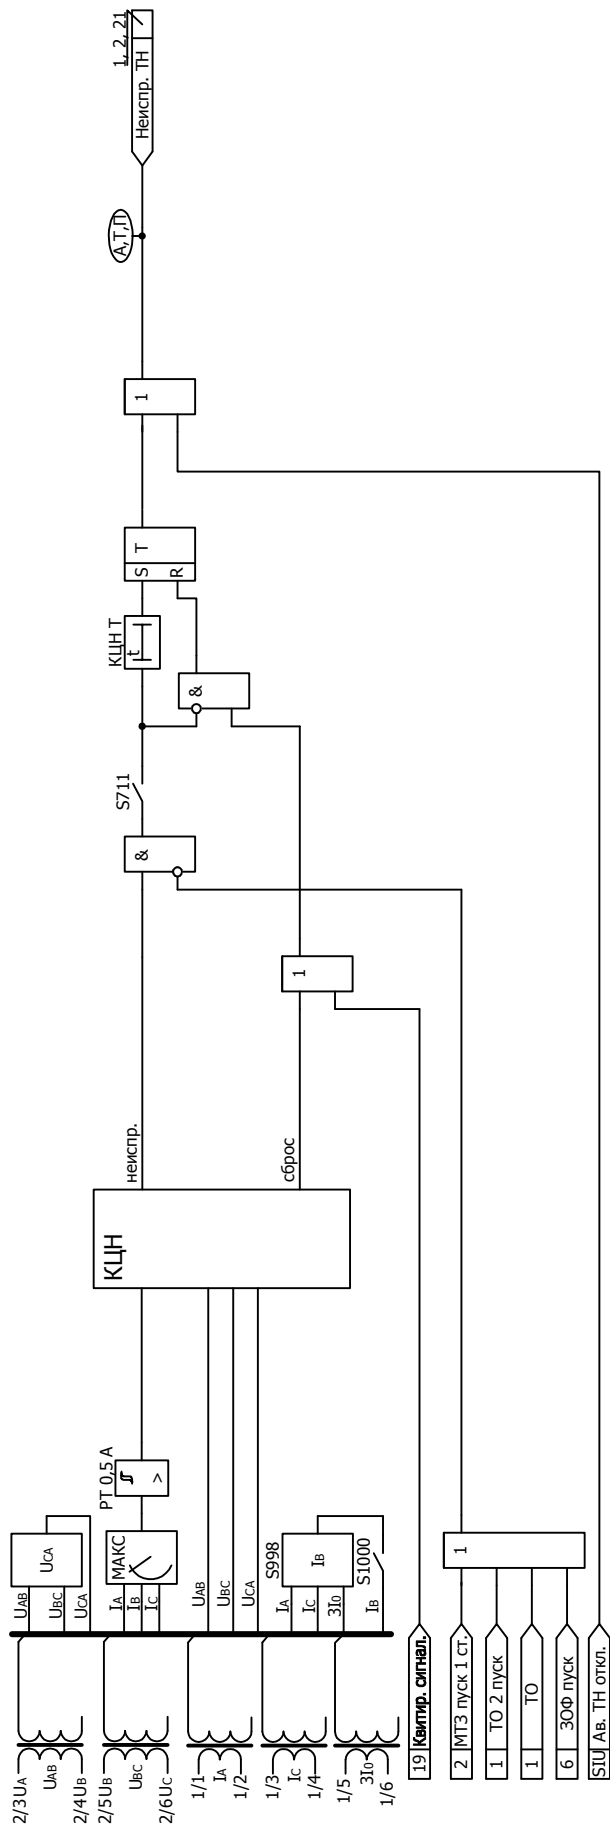 1, 2, 21
Неиспр. ТН
А,Т,П
1
S T
R
КЦН Т
t
&
S711
&
1
неиспр.
сброс
КЦН
РТ 0,5 А
>
МАКС
IA
IB
IC
UCA
UAB
UBC
UCA
UAB
UBC
UCA
S998
IB
IA
IC
3I0
S1000
IB
2/3 UA
UAB
2/4 UB
2/5 UB
UBC
2/6 UC
1/1
IA
1/2
1/3
IC
1/4
1/5
3I0
1/6
19 Квитир. сигнал.
1
2 МТЗ пуск 1 ст.
1 ТО 2 пуск
1 ТО
6 ЗОФ пуск
SIU Ав. ТН откл.